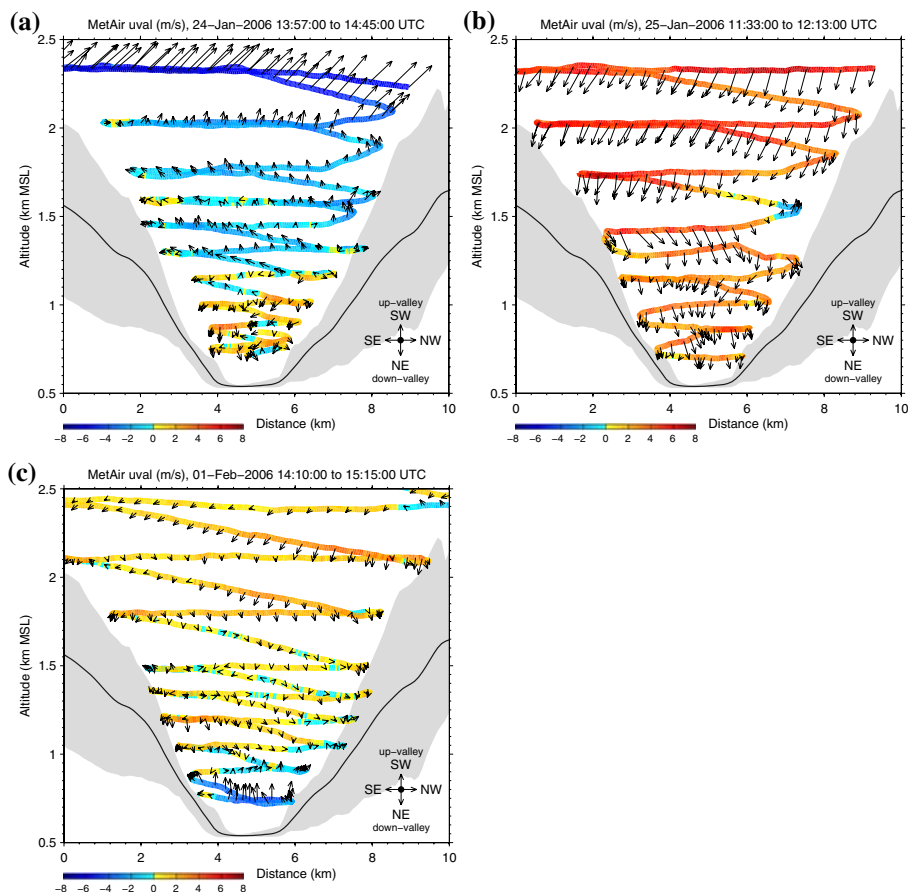 (a)
MetAir uval (m/s), 24−Jan−2006 13:57:00 to 14:45:00 UTC
2.5
2
1.5
1
0.5
Altitude (km MSL)
up−valley
SW
SE
NW
NE
down−valley
0
2
4
6
8
10
Distance (km)
−8 −6 −4 −2 0 2 4 6 8
(b)
MetAir uval (m/s), 25−Jan−2006 11:33:00 to 12:13:00 UTC
2.5
2
1.5
1
0.5
Altitude (km MSL)
up−valley
SW
SE
NW
NE
down−valley
0
2
4
6
8
10
Distance (km)
−8 −6 −4 −2 0 2 4 6 8
(c)
MetAir uval (m/s), 01−Feb−2006 14:10:00 to 15:15:00 UTC
2.5
2
1.5
1
0.5
Altitude (km MSL)
up−valley
SW
SE
NW
NE
down−valley
0
2
4
6
8
10
Distance (km)
−8 −6 −4 −2 0 2 4 6 8